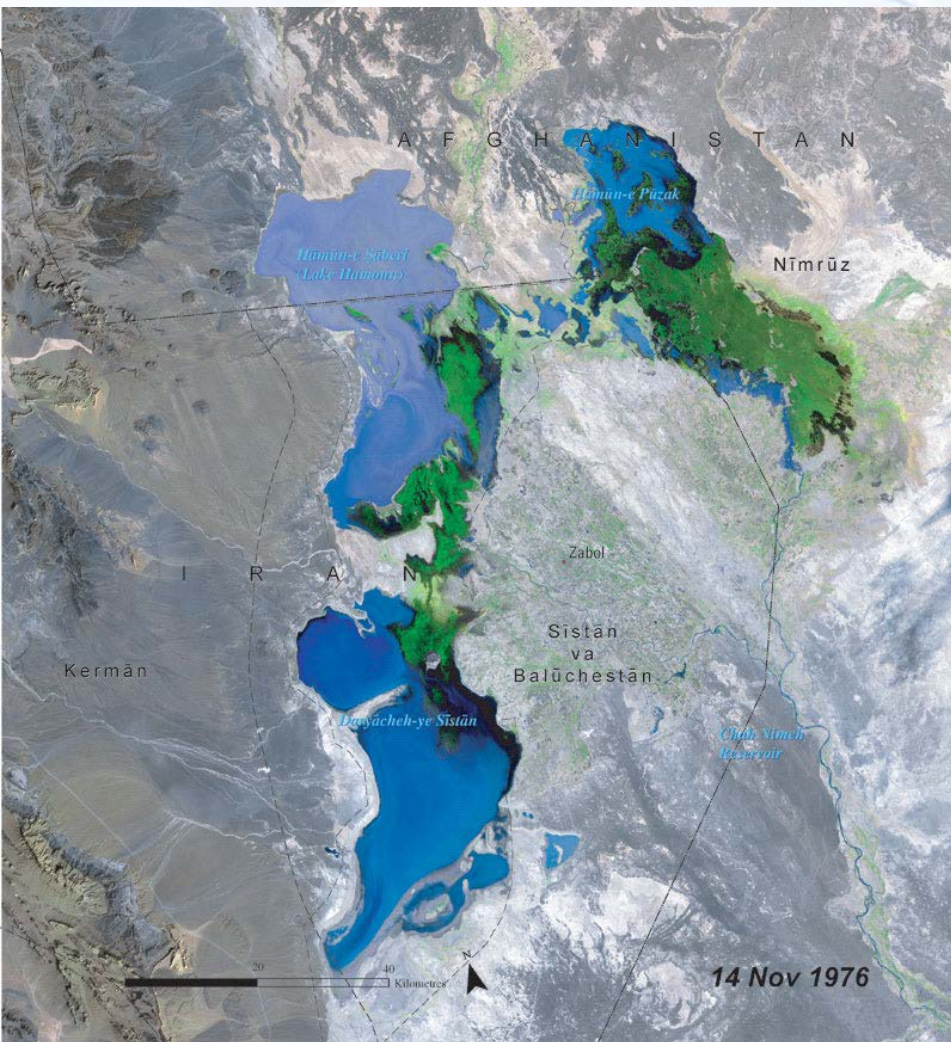 AFGHANISTAN
Hāmūn-e Pūzak
Hāmūn-e Ṣāberī
(Lake Hamoun)
Nīmrūz
Zabol
IRAN
Sīstān
va
Balūchestān
Kermān
Daryācheh-ye Sīstān
Chah Nimeh
Reservoir
N
20 40
Kilometres
14 Nov 1976